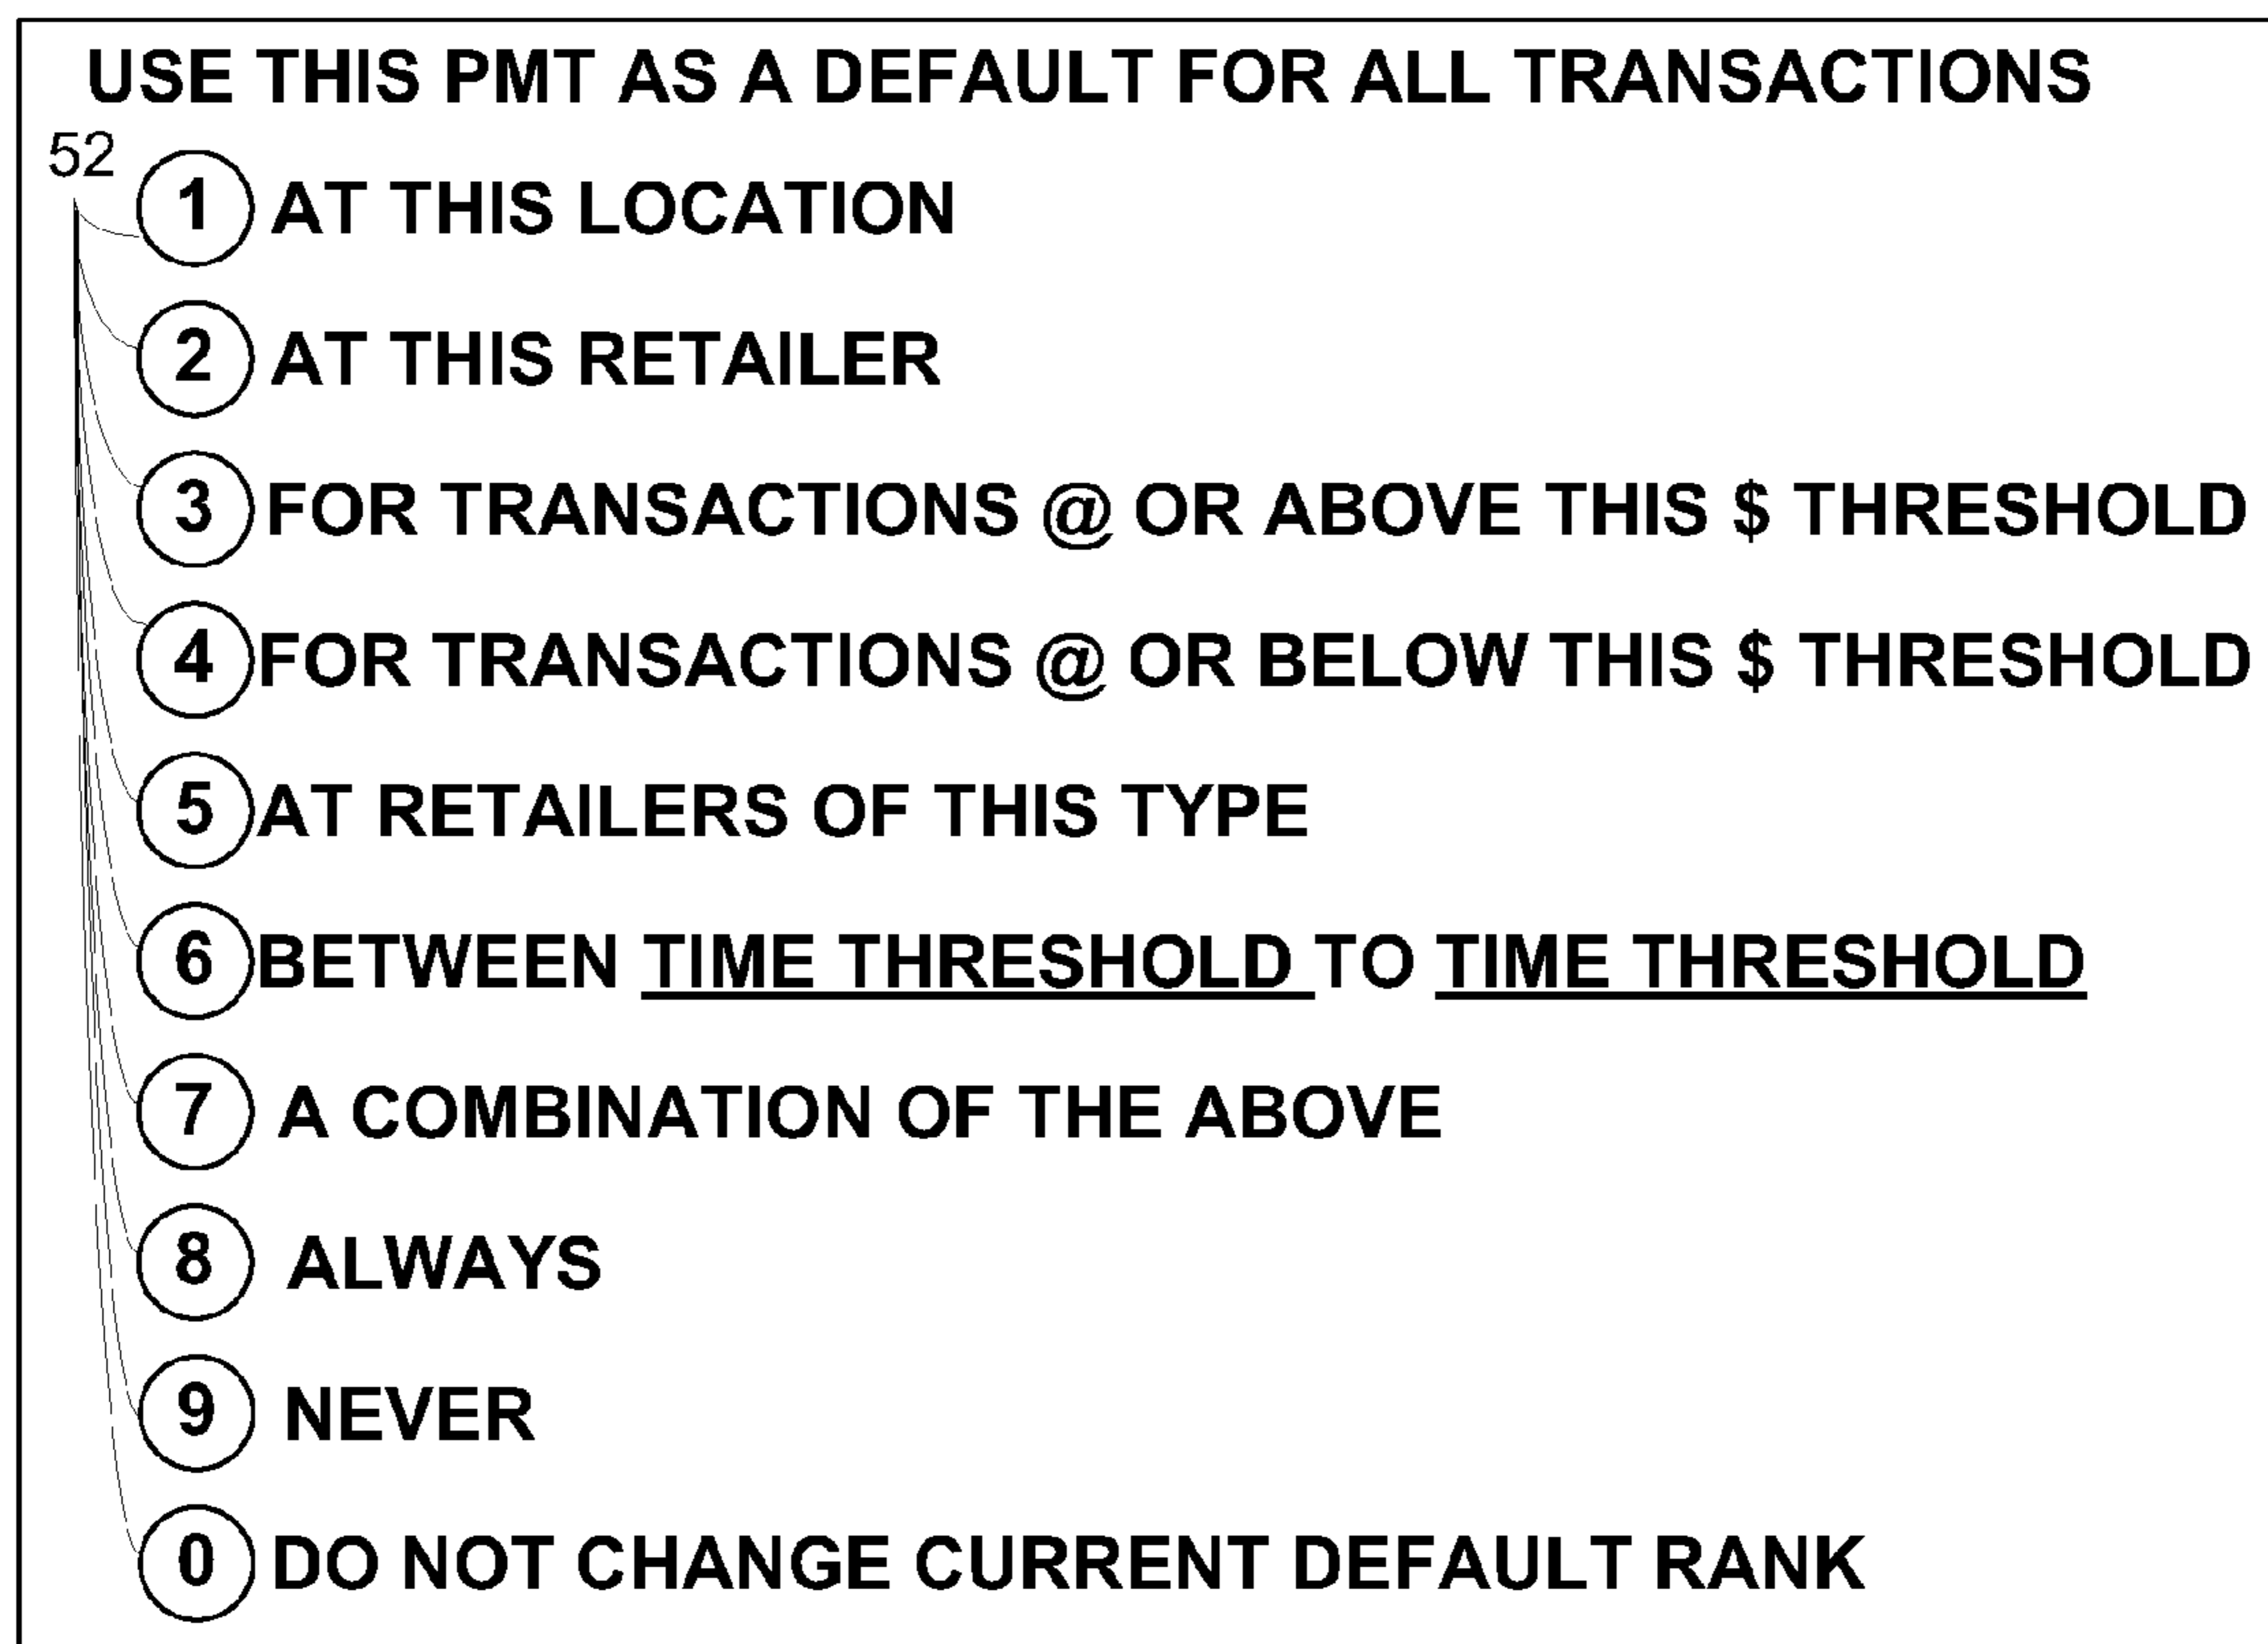 USE THIS PMT AS A DEFAULT FOR ALL TRANSACTIONS
52
1 AT THIS LOCATION
2 AT THIS RETAILER
3 FOR TRANSACTIONS @ OR ABOVE THIS $ THRESHOLD
4 FOR TRANSACTIONS @ OR BELOW THIS $ THRESHOLD
5 AT RETAILERS OF THIS TYPE
6 BETWEEN TIME THRESHOLD TO TIME THRESHOLD
7 A COMBINATION OF THE ABOVE
8 ALWAYS
9 NEVER
0 DO NOT CHANGE CURRENT DEFAULT RANK